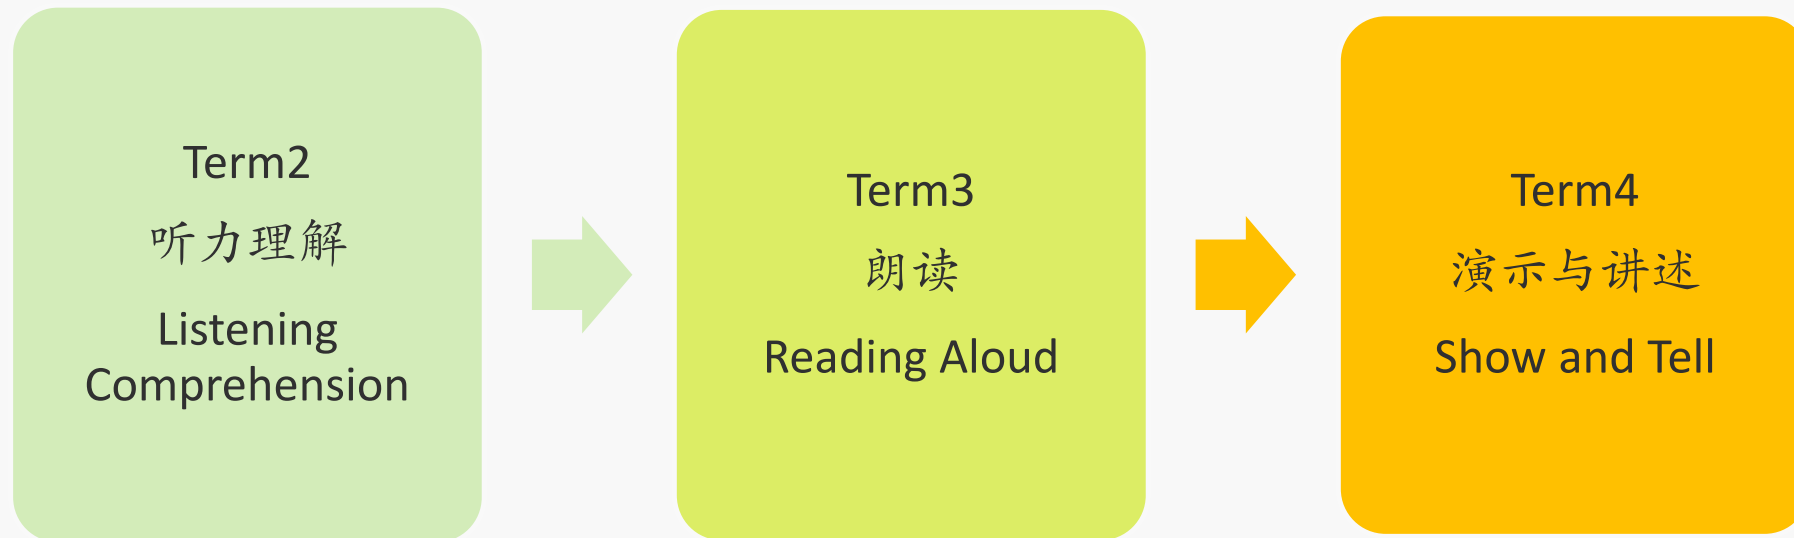 Term2
听力理解
Listening
Comprehension
Term3
朗读
Reading Aloud
Term4
演示与讲述
Show and Tell